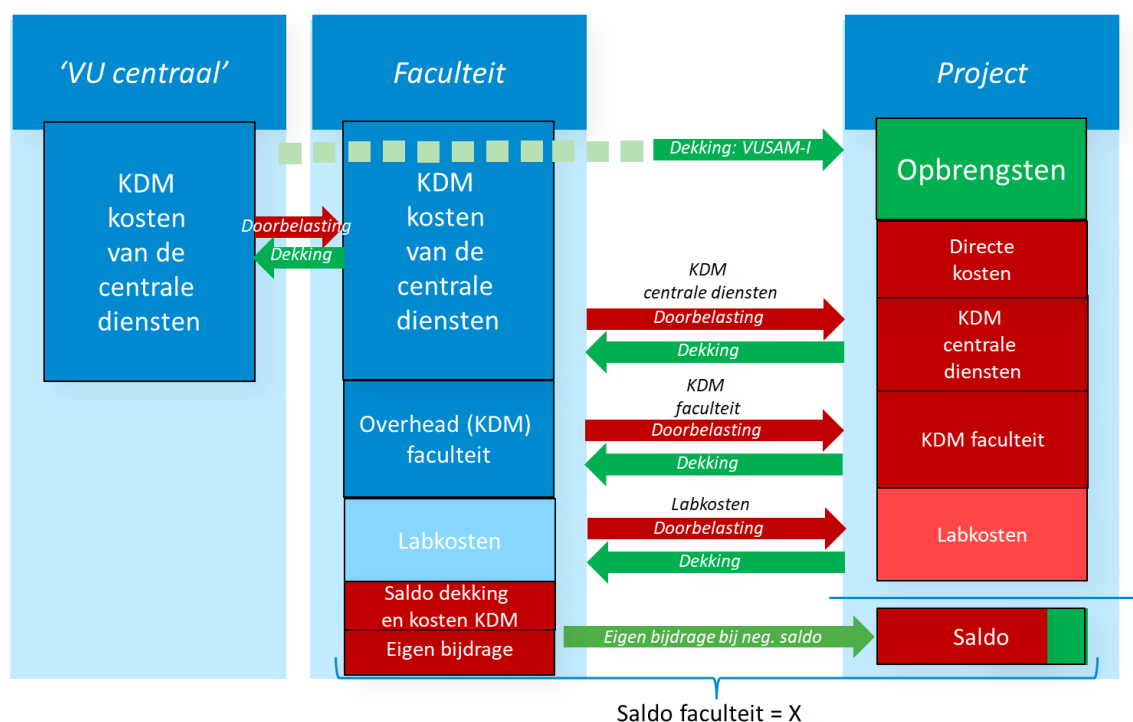 ‘VU centraal’
Faculteit
Project
KDM
kosten
van de
centrale
diensten
Doorbelasting
Dekking
KDM
kosten
van de
centrale
diensten
Overhead (KDM)
faculteit
Labkosten
Saldo dekking
en kosten KDM
Eigen bijdrage
Dekking: VUSAM-I
KDM
centrale diensten
Doorbelasting
Dekking
KDM
faculteit
Doorbelasting
Dekking
Labkosten
Doorbelasting
Dekking
Eigen bijdrage bij neg. saldo
Opbrengsten
Directe
kosten
KDM
centrale
diensten
KDM faculteit
Labkosten
Saldo
Saldo faculteit = X